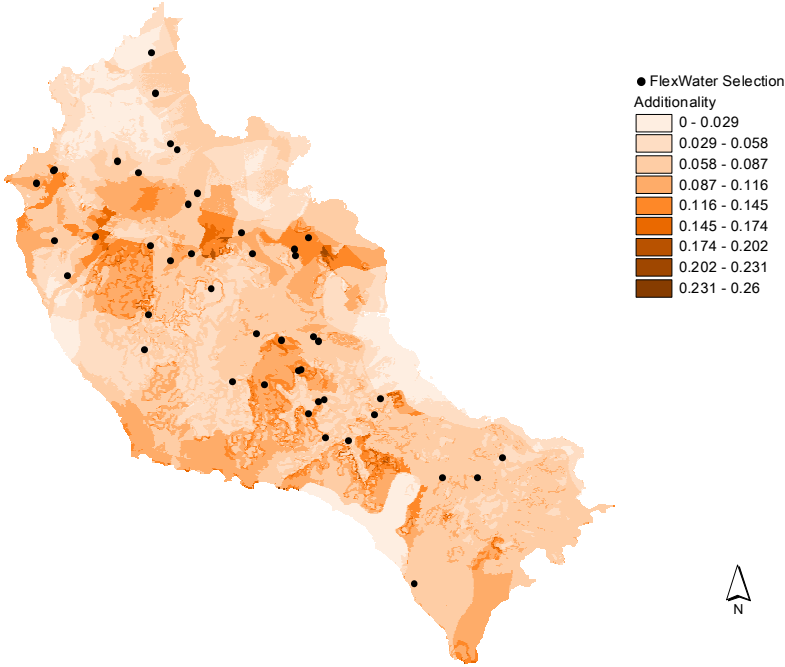 FlexWater Selection
Additionality
0 - 0.029
0.029 - 0.058
0.058 - 0.087
0.087 - 0.116
0.116 - 0.145
0.145 - 0.174
0.174 - 0.202
0.202 - 0.231
0.231 - 0.26
N